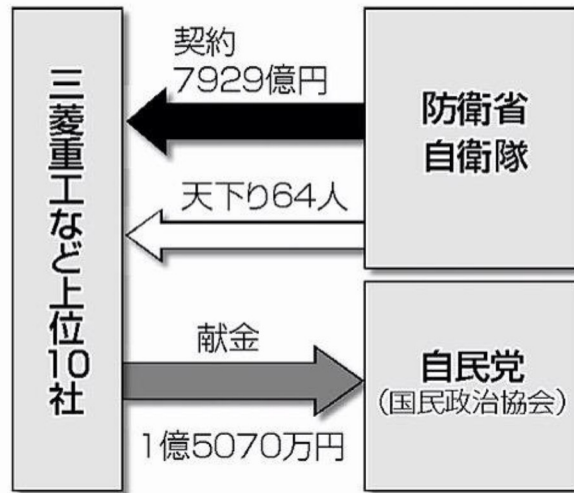 三菱重工など上位10社
契約
7929億円
防衛省
自衛隊
天下り64人
献金
1億5070万円
自民党
（国民政治協会）